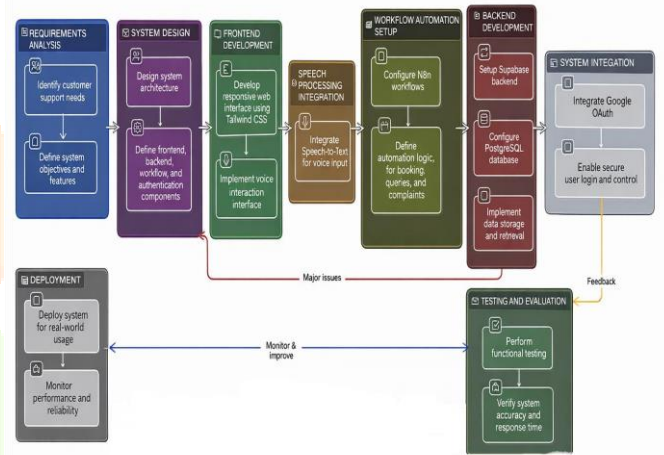 REQUIREMENTS
ANALYSIS
Identify customer
support needs
Define system
objectives and
features
SYSTEM DESIGN
Design system
architecture
Define frontend,
backend,
workflow, and
authentication
components
FRONTEND
DEVELOPMENT
Develop
responsive web
interface using
Tailwind CSS
Implement voice
interaction
interface
SPEECH
PROCESSING
INTEGRATION
Integrate
Speech-to-Text
for voice input
WORKFLOW AUTOMATION
SETUP
Configure N8n
workflows
Define
automation logic,
for booking,
queries, and
complaints
BACKEND
DEVELOPMENT
Setup Supabase
backend
Configure
PostgreSQL
database
Implement
data storage
and retrieval
SYSTEM INTEGATION
Integrate Google
OAuth
Enable secure
user login and control
Major issues
Feedback
DEPLOYMENT
Deploy system
for real-world
usage
Monitor
performance and
reliability
Monitor &
improve
TESTING AND EVALUATION
Perform
functional testing
Verify system
accuracy and
response time